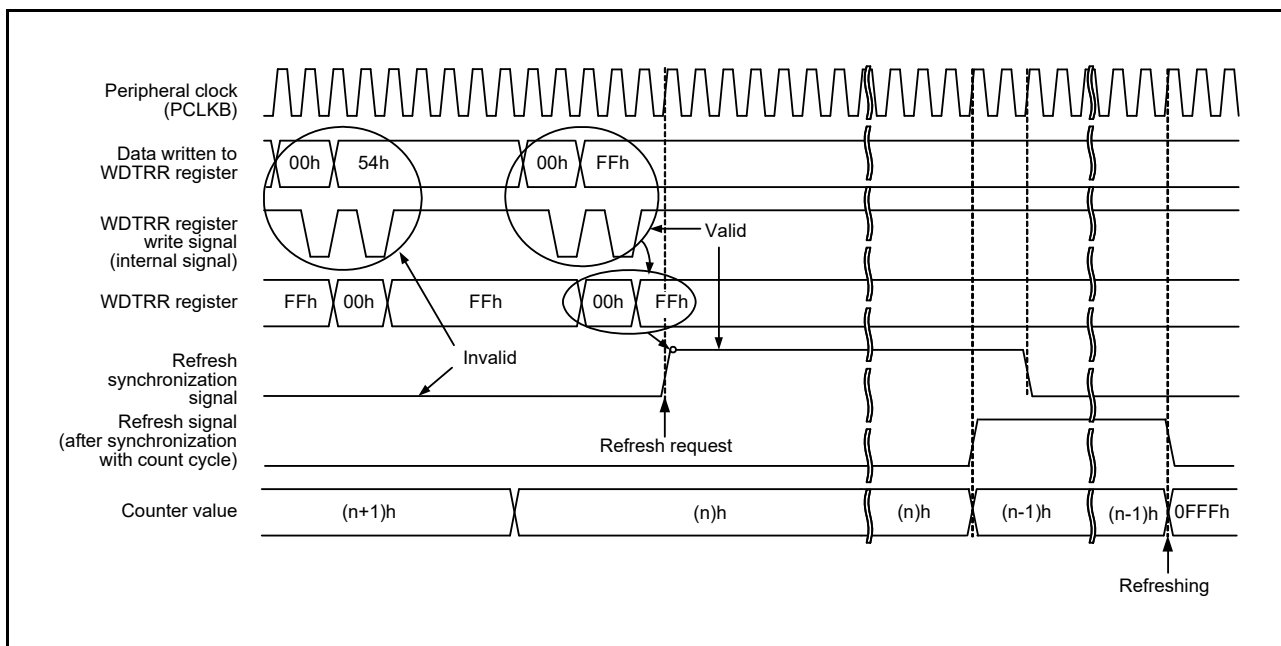 Peripheral clock
(PCLKB)
Data written to
WDTRR register
00h 54h 00h FFh
WDTRR register
write signal
(internal signal)
Valid
WDTRR register
FFh 00h FFh 00h FFh
Invalid
Refresh
synchronization
signal
Refresh request
Refresh signal
(after synchronization
with count cycle)
Counter value
(n+1)h (n)h (n)h (n-1)h (n-1)h 0FFFh
Refreshing